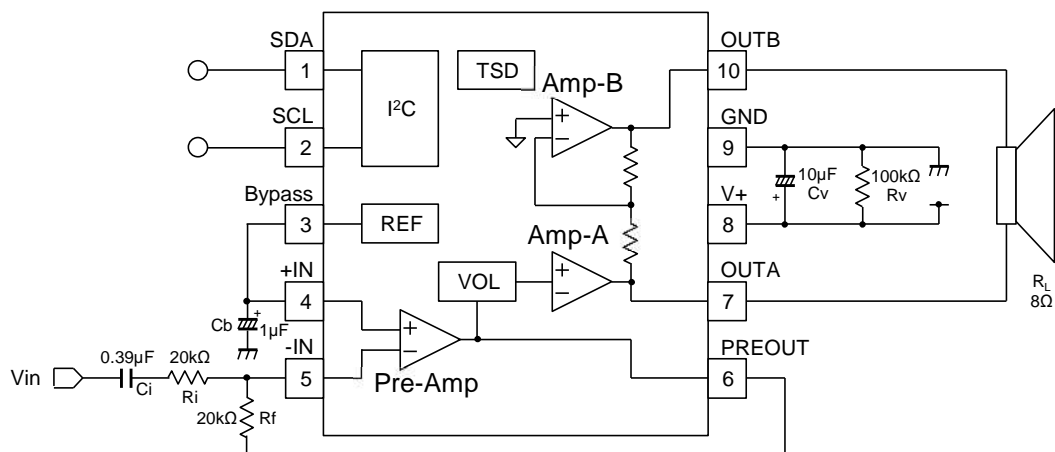 SDA
1
SCL
2
I²C
TSD
Amp-B
OUTB
10
GND
9
10µF
Cv
100kΩ
Rv
V+
8
Bypass
3
REF
Amp-A
+
−
+
−
VOL
OUTA
7
RL
8Ω
+IN
4
Cb
+
1µF
-IN
5
+
−
Pre-Amp
PREOUT
6
+
Vin
0.39µF
Ci
20kΩ
Ri
20kΩ
Rf